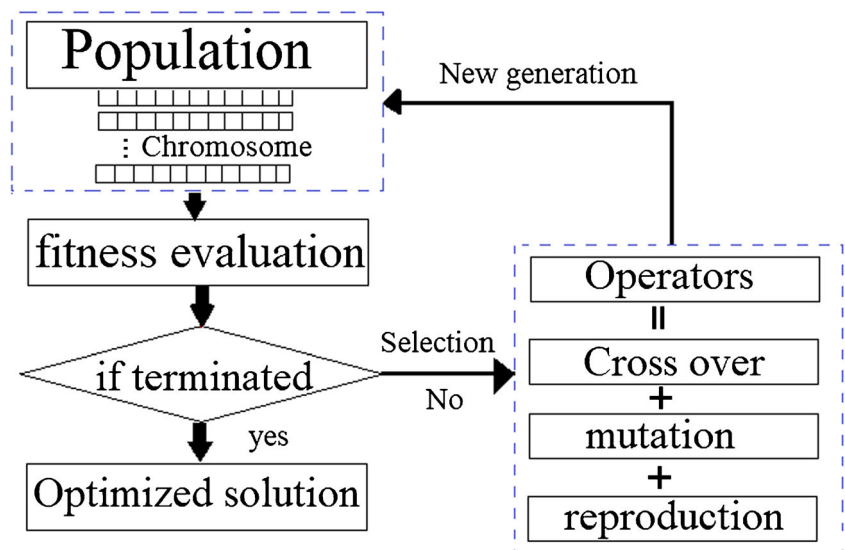 Population
⋮ Chromosome
New generation
fitness evaluation
if terminated
Selection
No
yes
Optimized solution
Operators
=
Cross over
+
mutation
+
reproduction